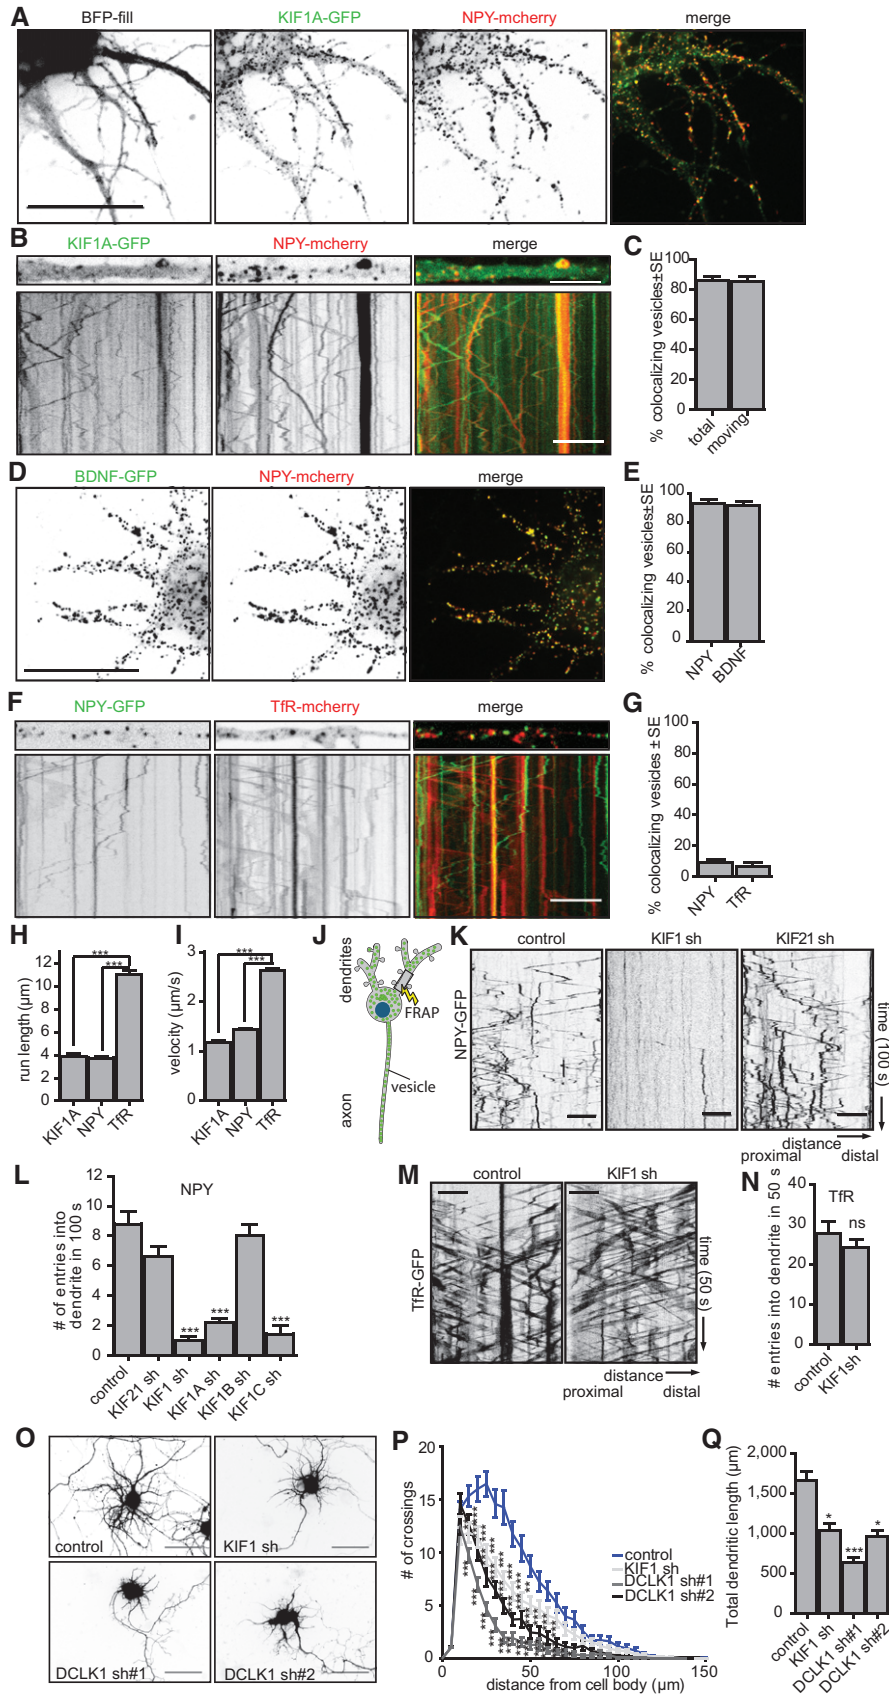 A
BFP-fill
KIF1A-GFP
NPY-mcherry
merge
B
KIF1A-GFP
NPY-mcherry
merge
C
% colocalizing vesicles±SE
100
80
60
40
20
0
total
moving
D
BDNF-GFP
NPY-mcherry
merge
E
% colocalizing vesicles±SE
100
80
60
40
20
0
NPY
BDNF
F
NPY-GFP
TfR-mcherry
merge
G
% colocalizing vesides ±SE
100
80
60
40
20
0
NPY
TfR
H
run length (µm)
12
10
8
6
4
2
0
***
***
KIF1A
NPY
TfR
I
velocity (µm/s)
3
2
1
0
***
***
KIF1A
NPY
TfR
J
dendrites
FRAP
vesicle
axon
K
control
KIF1 sh
KIF21 sh
NPY-GFP
time (100 s)
distance
proximal
distal
L
NPY
# of entries into
dendrite in 100 s
12
10
8
6
4
2
0
***
***
***
control
KIF21 sh
KIF1 sh
KIF1A sh
KIF1B sh
KIF1C sh
M
control
KIF1 sh
TfR-GFP
time (50 s)
distance
proximal
distal
N
TfR
# entries into dendrite in 50 s
40
30
20
10
0
ns
control
KIF1sh
O
control
KIF1 sh
DCLK1 sh#1
DCLK1 sh#2
P
# of crossings
20
15
10
5
0
control
KIF1 sh
DCLK1 sh#1
DCLK1 sh#2
0
50
100
150
distance from cell body (µm)
Q
Total dendritic length (µm)
2,000
1,500
1,000
500
0
*
***
*
control
KIF1 sh
DCLK1 sh#1
DCLK1 sh#2